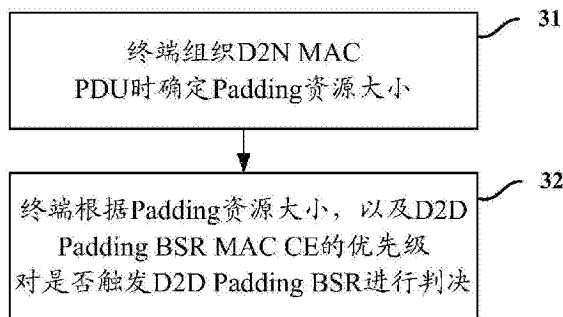 31
终端组织D2N MAC
PDU时确定Padding资源大小
32
终端根据Padding资源大小，以及D2D
Padding BSR MAC CE的优先级
对是否触发D2D Padding BSR进行判决